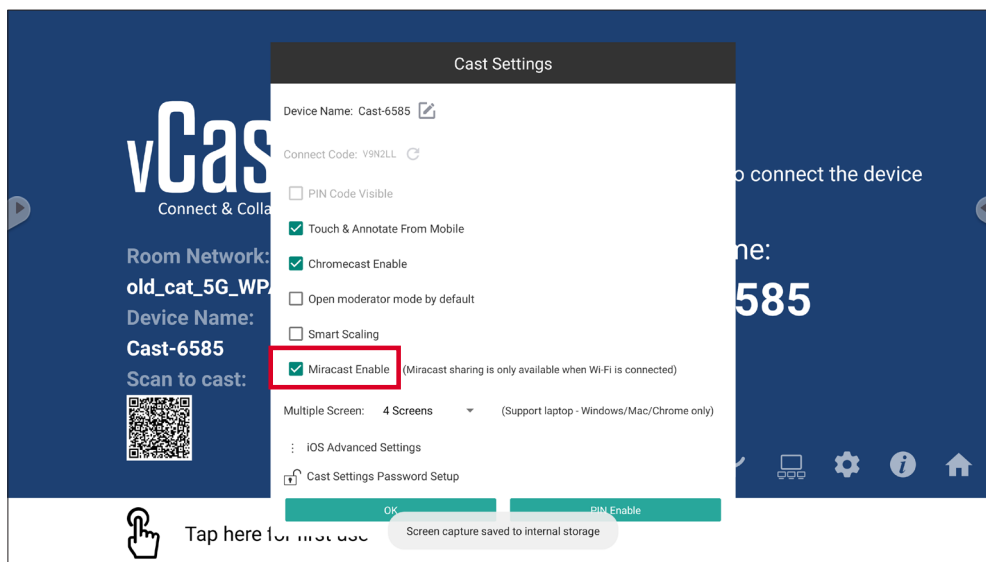 Cast Settings
Device Name: Cast-6585
Connect Code: V9N2LL
PIN Code Visible
Touch & Annotate From Mobile
Chromecast Enable
Open moderator mode by default
Smart Scaling
Miracast Enable (Miracast sharing is only available when Wi-Fi is connected)
Multiple Screen: 4 Screens (Support laptop - Windows/Mac/Chrome only)
iOS Advanced Settings
Cast Settings Password Setup
OK PIN Enable
Screen capture saved to internal storage
vCas
Connect & Colla
Room Network:
old_cat_5G_WP
Device Name:
Cast-6585
Scan to cast:
o connect the device
me:
585
Tap here for first use